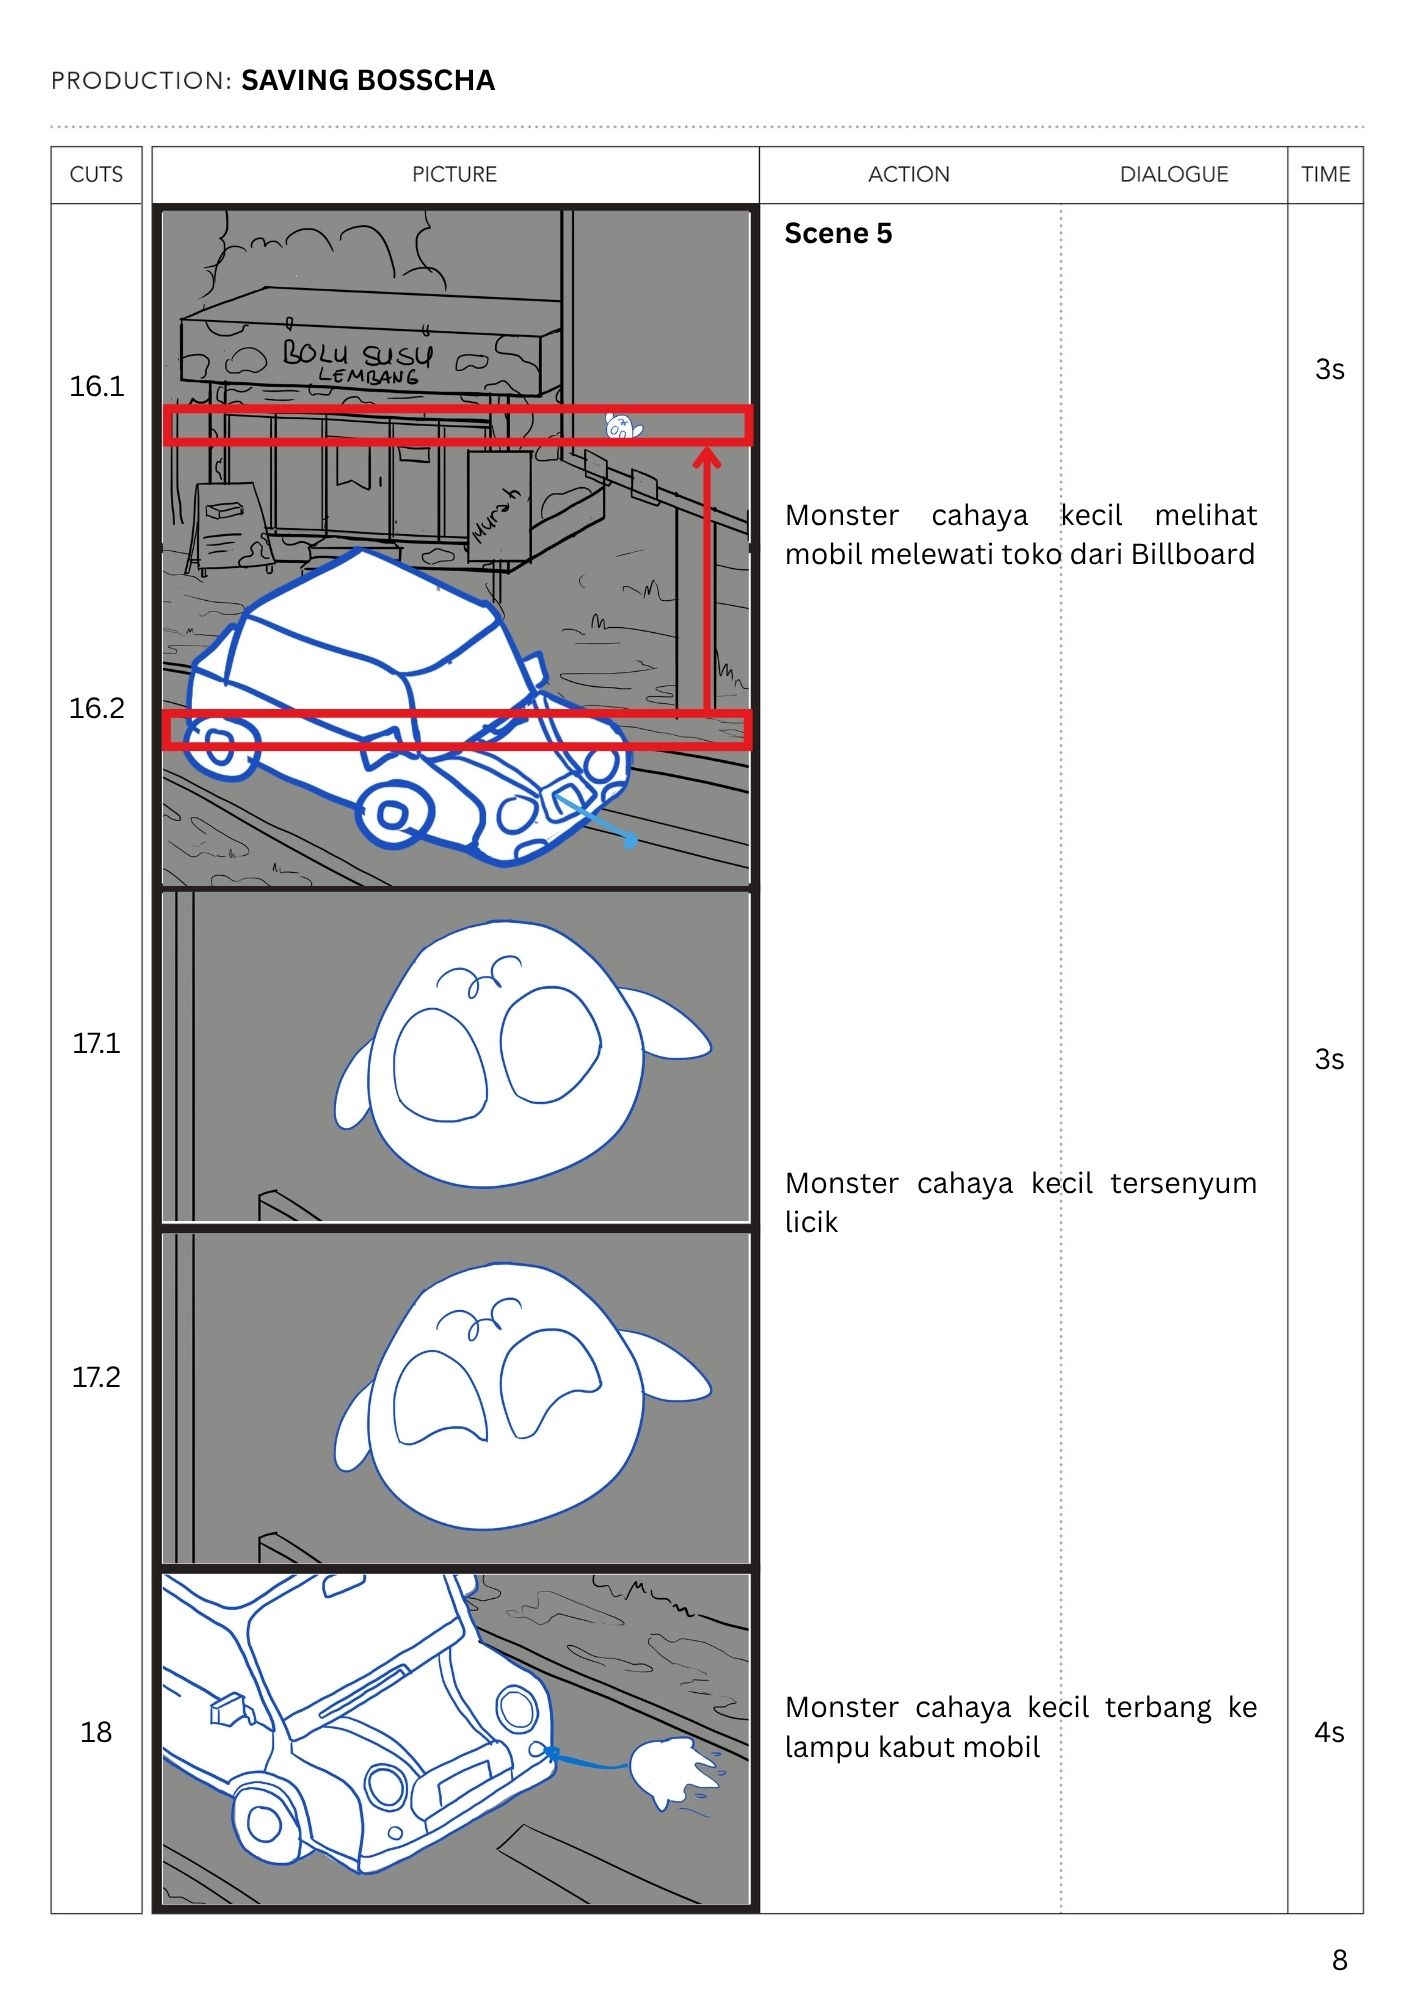 PRODUCTION: SAVING BOSSCHA
CUTS
PICTURE
ACTION
DIALOGUE
TIME
16.1
BOLU SUSU
LEMBANG
Murah
Scene 5
3s
Monster cahaya kecil melihat
mobil melewati toko dari Billboard
16.2
17.1
3s
Monster cahaya kecil tersenyum
licik
17.2
18
Monster cahaya kecil terbang ke
lampu kabut mobil
4s
8